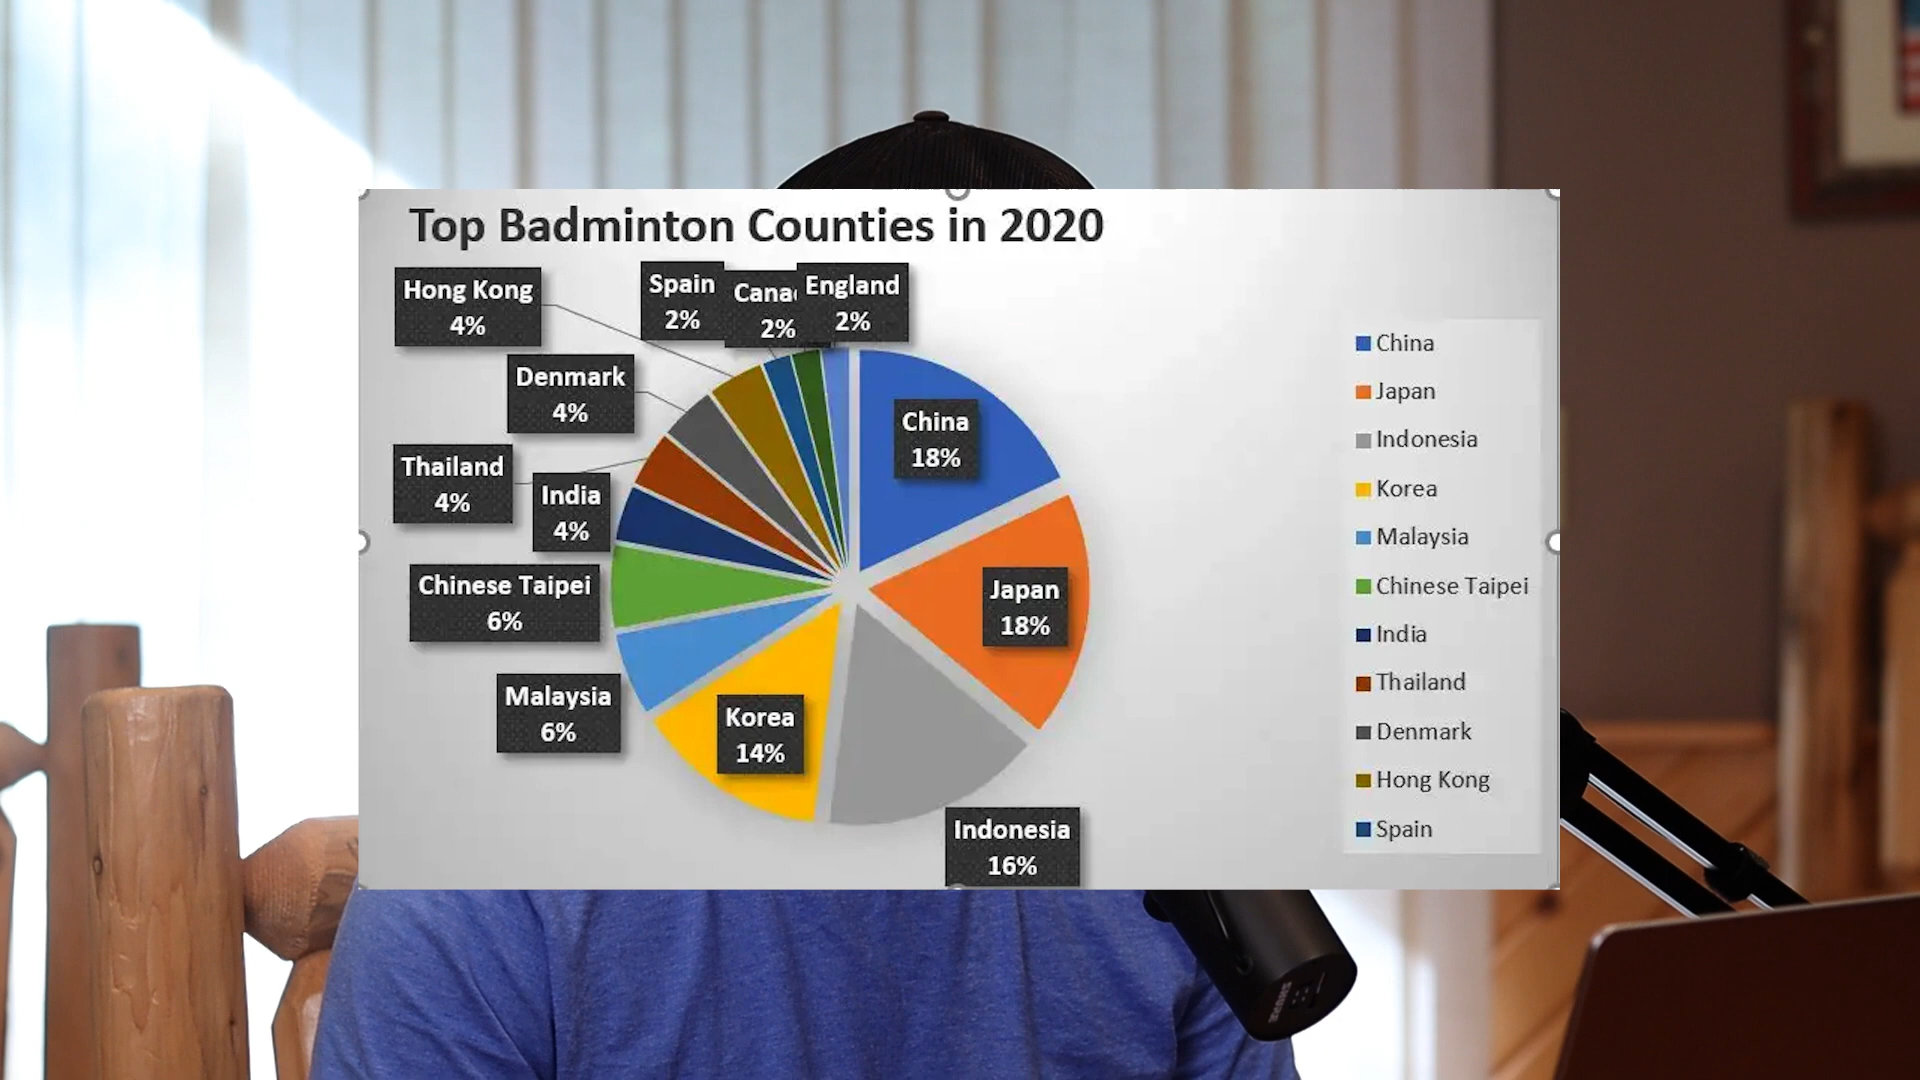 Top Badminton Counties in 2020
Hong Kong
4%
Spain
2%
2%
England
2%
Denmark
4%
China
18%
Thailand
4%
India
4%
Chinese Taipei
6%
Japan
18%
Malaysia
6%
Korea
14%
Indonesia
16%
China
Japan
Indonesia
Korea
Malaysia
Chinese Taipei
India
Thailand
Denmark
Hong Kong
Spain
SHURE